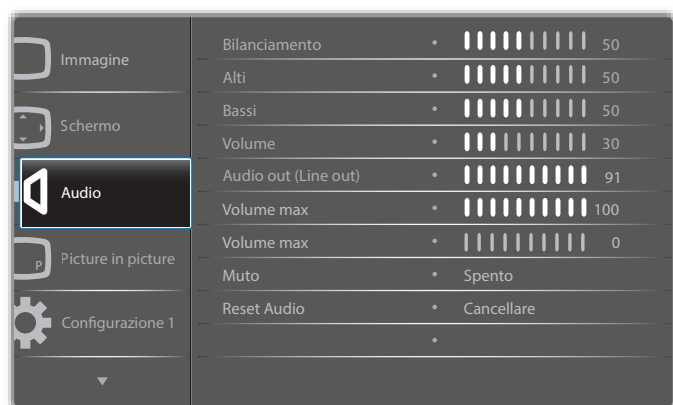 Immagine
Schermo
Audio
P
Picture in picture
Configurazione 1
Bilanciamento • 50
Alti • 50
Bassi • 50
Volume • 30
Audio out (Line out) • 91
Volume max • 100
Volume max • 0
Muto • Spento
Reset Audio • Cancellare
•